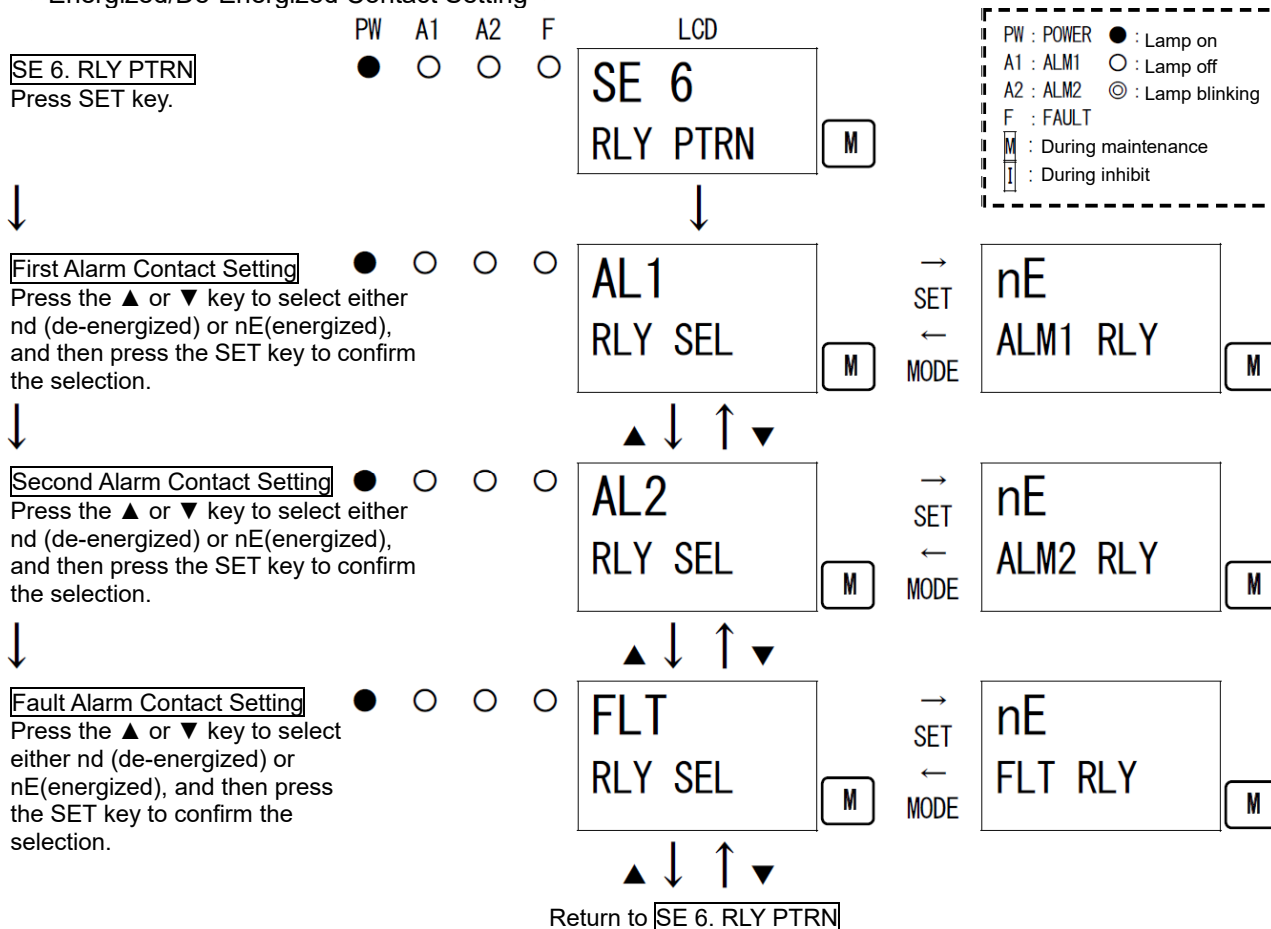 Energized/De-Energized Contact Setting
PW A1 A2 F LCD
SE 6. RLY PTRN ● ○ ○ ○
Press SET key.
SE 6
RLY PTRN M
PW : POWER ● : Lamp on
A1 : ALM1 ○ : Lamp off
A2 : ALM2 ◎ : Lamp blinking
F : FAULT
M : During maintenance
I : During inhibit
↓ ↓
First Alarm Contact Setting ● ○ ○ ○
Press the ▲ or ▼ key to select either
nd (de-energized) or nE(energized),
and then press the SET key to confirm
the selection.
AL1
RLY SEL M
→
SET
←
MODE
nE
ALM1 RLY M
↓ ▲ ↓ ↑ ▼
Second Alarm Contact Setting ● ○ ○ ○
Press the ▲ or ▼ key to select either
nd (de-energized) or nE(energized),
and then press the SET key to confirm
the selection.
AL2
RLY SEL M
→
SET
←
MODE
nE
ALM2 RLY M
↓ ▲ ↓ ↑ ▼
Fault Alarm Contact Setting ● ○ ○ ○
Press the ▲ or ▼ key to select
either nd (de-energized) or
nE(energized), and then press
the SET key to confirm the
selection.
FLT
RLY SEL M
→
SET
←
MODE
nE
FLT RLY M
▲ ↓ ↑ ▼
Return to SE 6. RLY PTRN